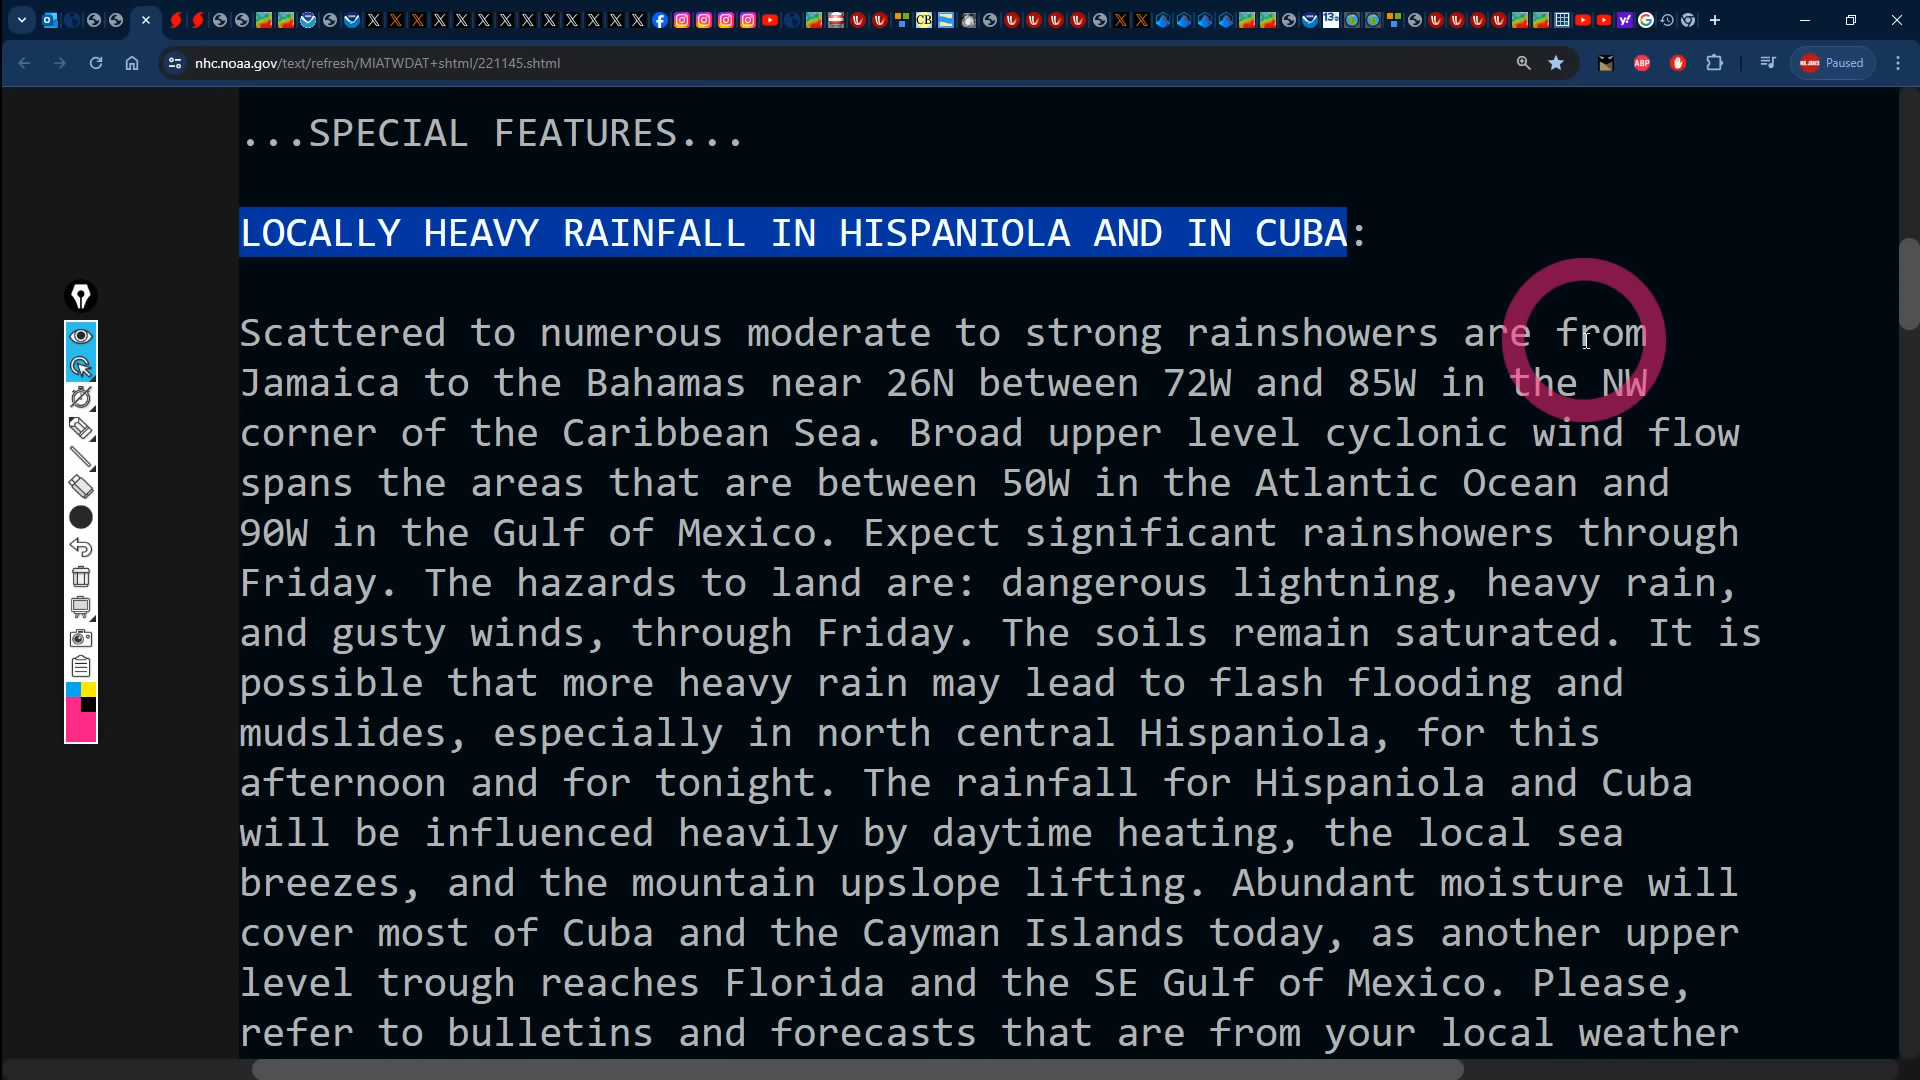 nhc.noaa.gov/text/refresh/MIATWDAT+shtml/221145.shtml
ABP
Paused
...SPECIAL FEATURES...
LOCALLY HEAVY RAINFALL IN HISPANIOLA AND IN CUBA:
Scattered to numerous moderate to strong rainshowers are from
Jamaica to the Bahamas near 26N between 72W and 85W in the NW
corner of the Caribbean Sea. Broad upper level cyclonic wind flow
spans the areas that are between 50W in the Atlantic Ocean and
90W in the Gulf of Mexico. Expect significant rainshowers through
Friday. The hazards to land are: dangerous lightning, heavy rain,
and gusty winds, through Friday. The soils remain saturated. It is
possible that more heavy rain may lead to flash flooding and
mudslides, especially in north central Hispaniola, for this
afternoon and for tonight. The rainfall for Hispaniola and Cuba
will be influenced heavily by daytime heating, the local sea
breezes, and the mountain upslope lifting. Abundant moisture will
cover most of Cuba and the Cayman Islands today, as another upper
level trough reaches Florida and the SE Gulf of Mexico. Please,
refer to bulletins and forecasts that are from your local weather